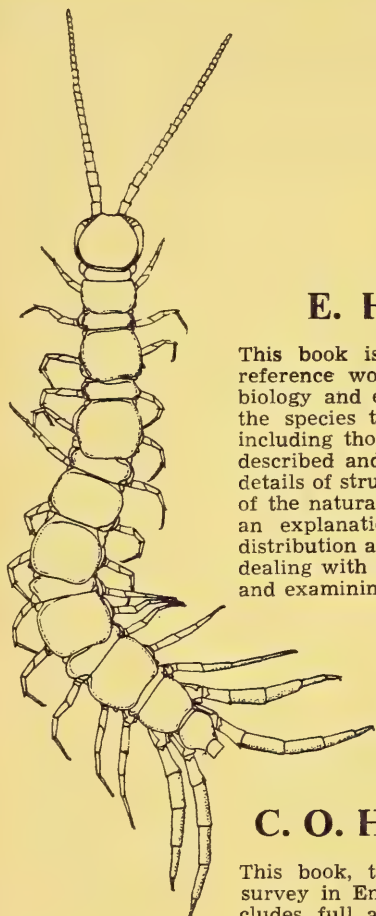 E. H
This book is
reference wo
biology and e
the species t
including tho
described and
details of stru
of the natura
an explanati
distribution a
dealing with
and examinin
C. O. H
This book, t
survey in En
cludes full a